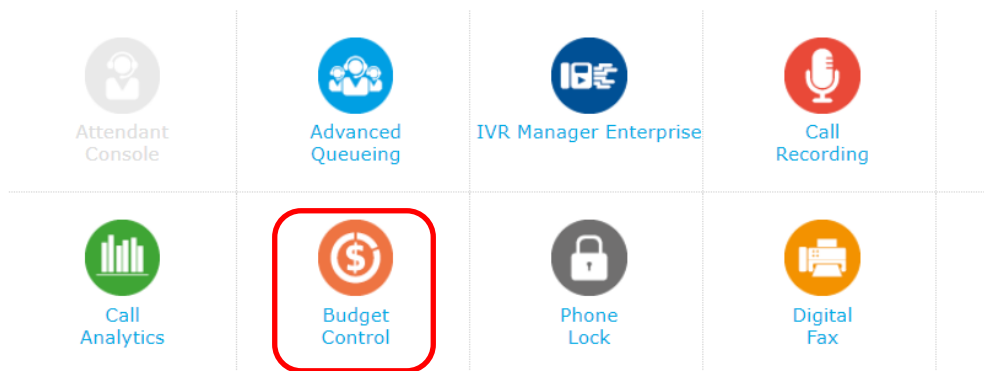 Attendant
Console
Advanced
Queueing
IVR Manager Enterprise
Call
Recording
Call
Analytics
$
Budget
Control
Phone
Lock
Digital
Fax